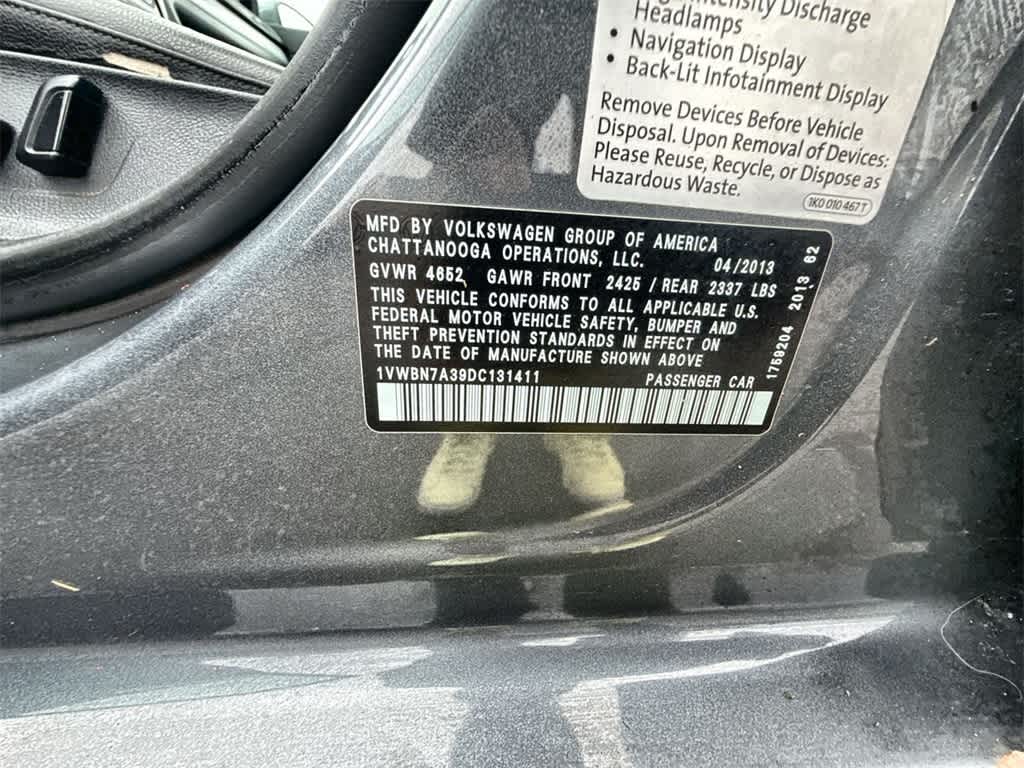 Intensity Discharge
Headlamps
• Navigation Display
• Back-Lit Infotainment Display
Remove Devices Before Vehicle
Disposal. Upon Removal of Devices:
Please Reuse, Recycle, or Dispose as
Hazardous Waste.
1K0 010 467 T
MFD BY VOLKSWAGEN GROUP OF AMERICA
CHATTANOOGA OPERATIONS, LLC. 04/2013
GVWR 4652 GAWR FRONT 2425 / REAR 2337 LBS
THIS VEHICLE CONFORMS TO ALL APPLICABLE U.S.
FEDERAL MOTOR VEHICLE SAFETY, BUMPER AND
THEFT PREVENTION STANDARDS IN EFFECT ON
THE DATE OF MANUFACTURE SHOWN ABOVE
1VWBN7A39DC131411 PASSENGER CAR
1759204 2013 62